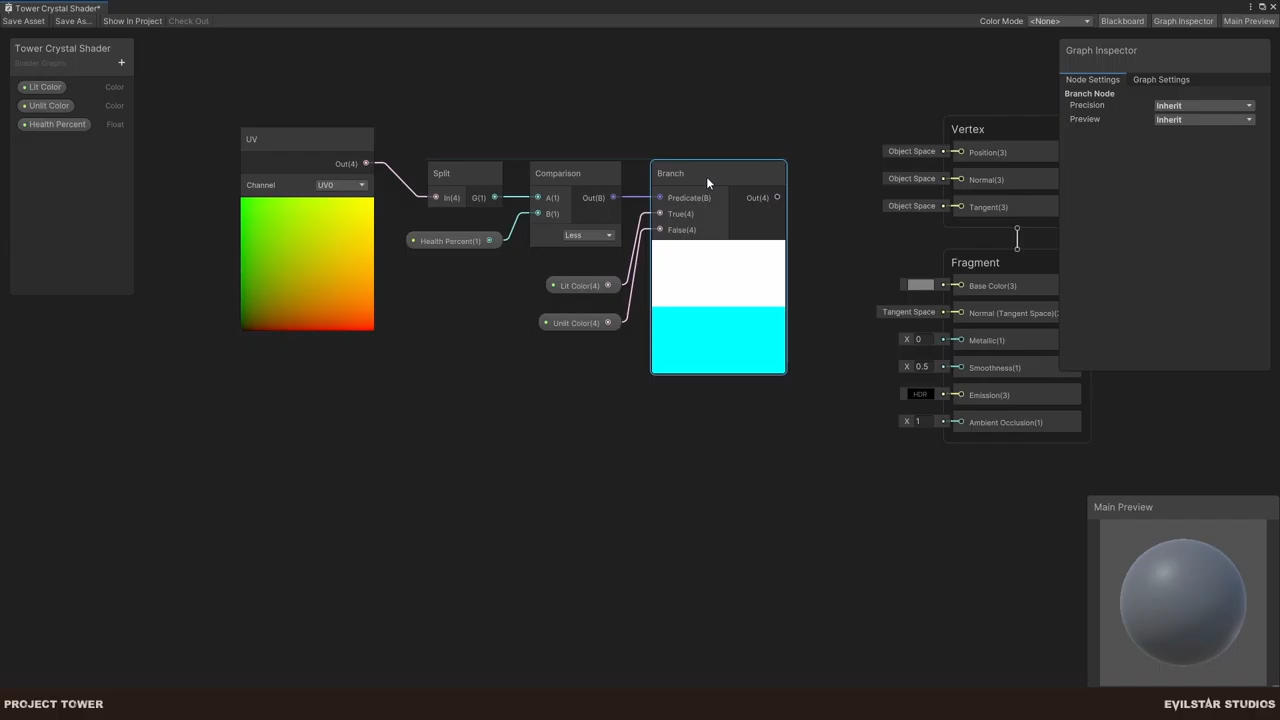 Tower Crystal Shader*
Save Asset Save As... Show In Project Check Out Color Mode <None> Blackboard Graph Inspector Main Preview
Tower Crystal Shader
Shader Graphs
Lit Color Color
Unlit Color Color
Health Percent Float
UV
Out(4)
Channel UV0
Split
In(4) G(1)
Health Percent(1)
Comparison
A(1) Out(B)
B(1)
Less
Lit Color(4)
Unlit Color(4)
Branch
Predicate(B) Out(4)
True(4)
False(4)
Vertex
Object Space Position(3)
Object Space Normal(3)
Object Space Tangent(3)
Fragment
Base Color(3)
Tangent Space Normal (Tangent Space)(
X 0 Metallic(1)
X 0.5 Smoothness(1)
HDR Emission(3)
X 1 Ambient Occlusion(1)
Graph Inspector
Node Settings Graph Settings
Branch Node
Precision Inherit
Preview Inherit
Main Preview
PROJECT TOWER
EVILSTAR STUDIOS